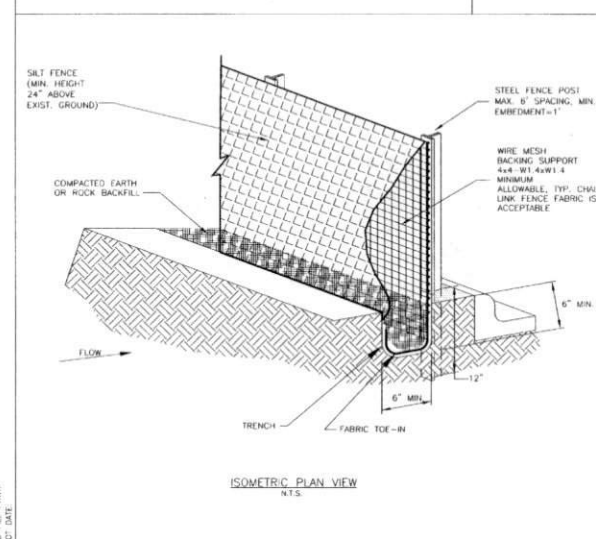 SILT FENCE
(MIN. HEIGHT
24" ABOVE
EXIST. GROUND)
STEEL FENCE POST
MAX. 6' SPACING, MIN.
EMBEDMENT=1'
WIRE MESH
BACKING SUPPORT
4x4-W1.4xW1.4
MINIMUM
ALLOWABLE, TYP. CHAI
LINK FENCE FABRIC IS
ACCEPTABLE
COMPACTED EARTH
OR ROCK BACKFILL
6" MIN.
FLOW
12"
6" MIN.
TRENCH
FABRIC TOE-IN
ISOMETRIC PLAN VIEW
N.T.S.
DATE